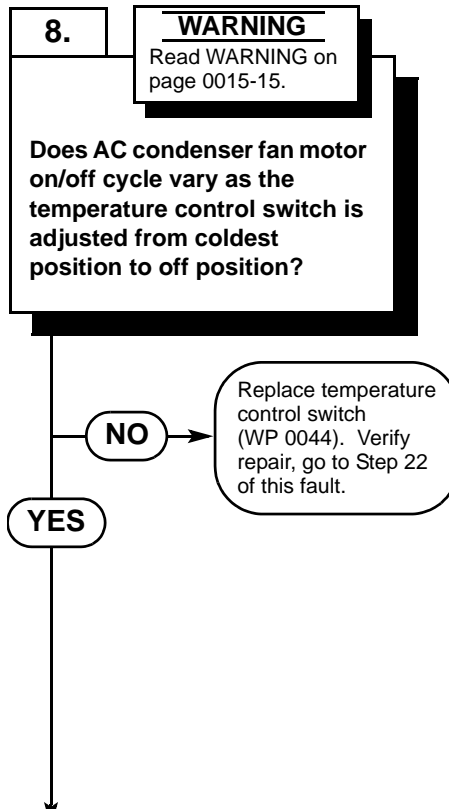 8.
WARNING
Read WARNING on
page 0015-15.
Does AC condenser fan motor
on/off cycle vary as the
temperature control switch is
adjusted from coldest
position to off position?
NO
Replace temperature
control switch
(WP 0044). Verify
repair, go to Step 22
of this fault.
YES